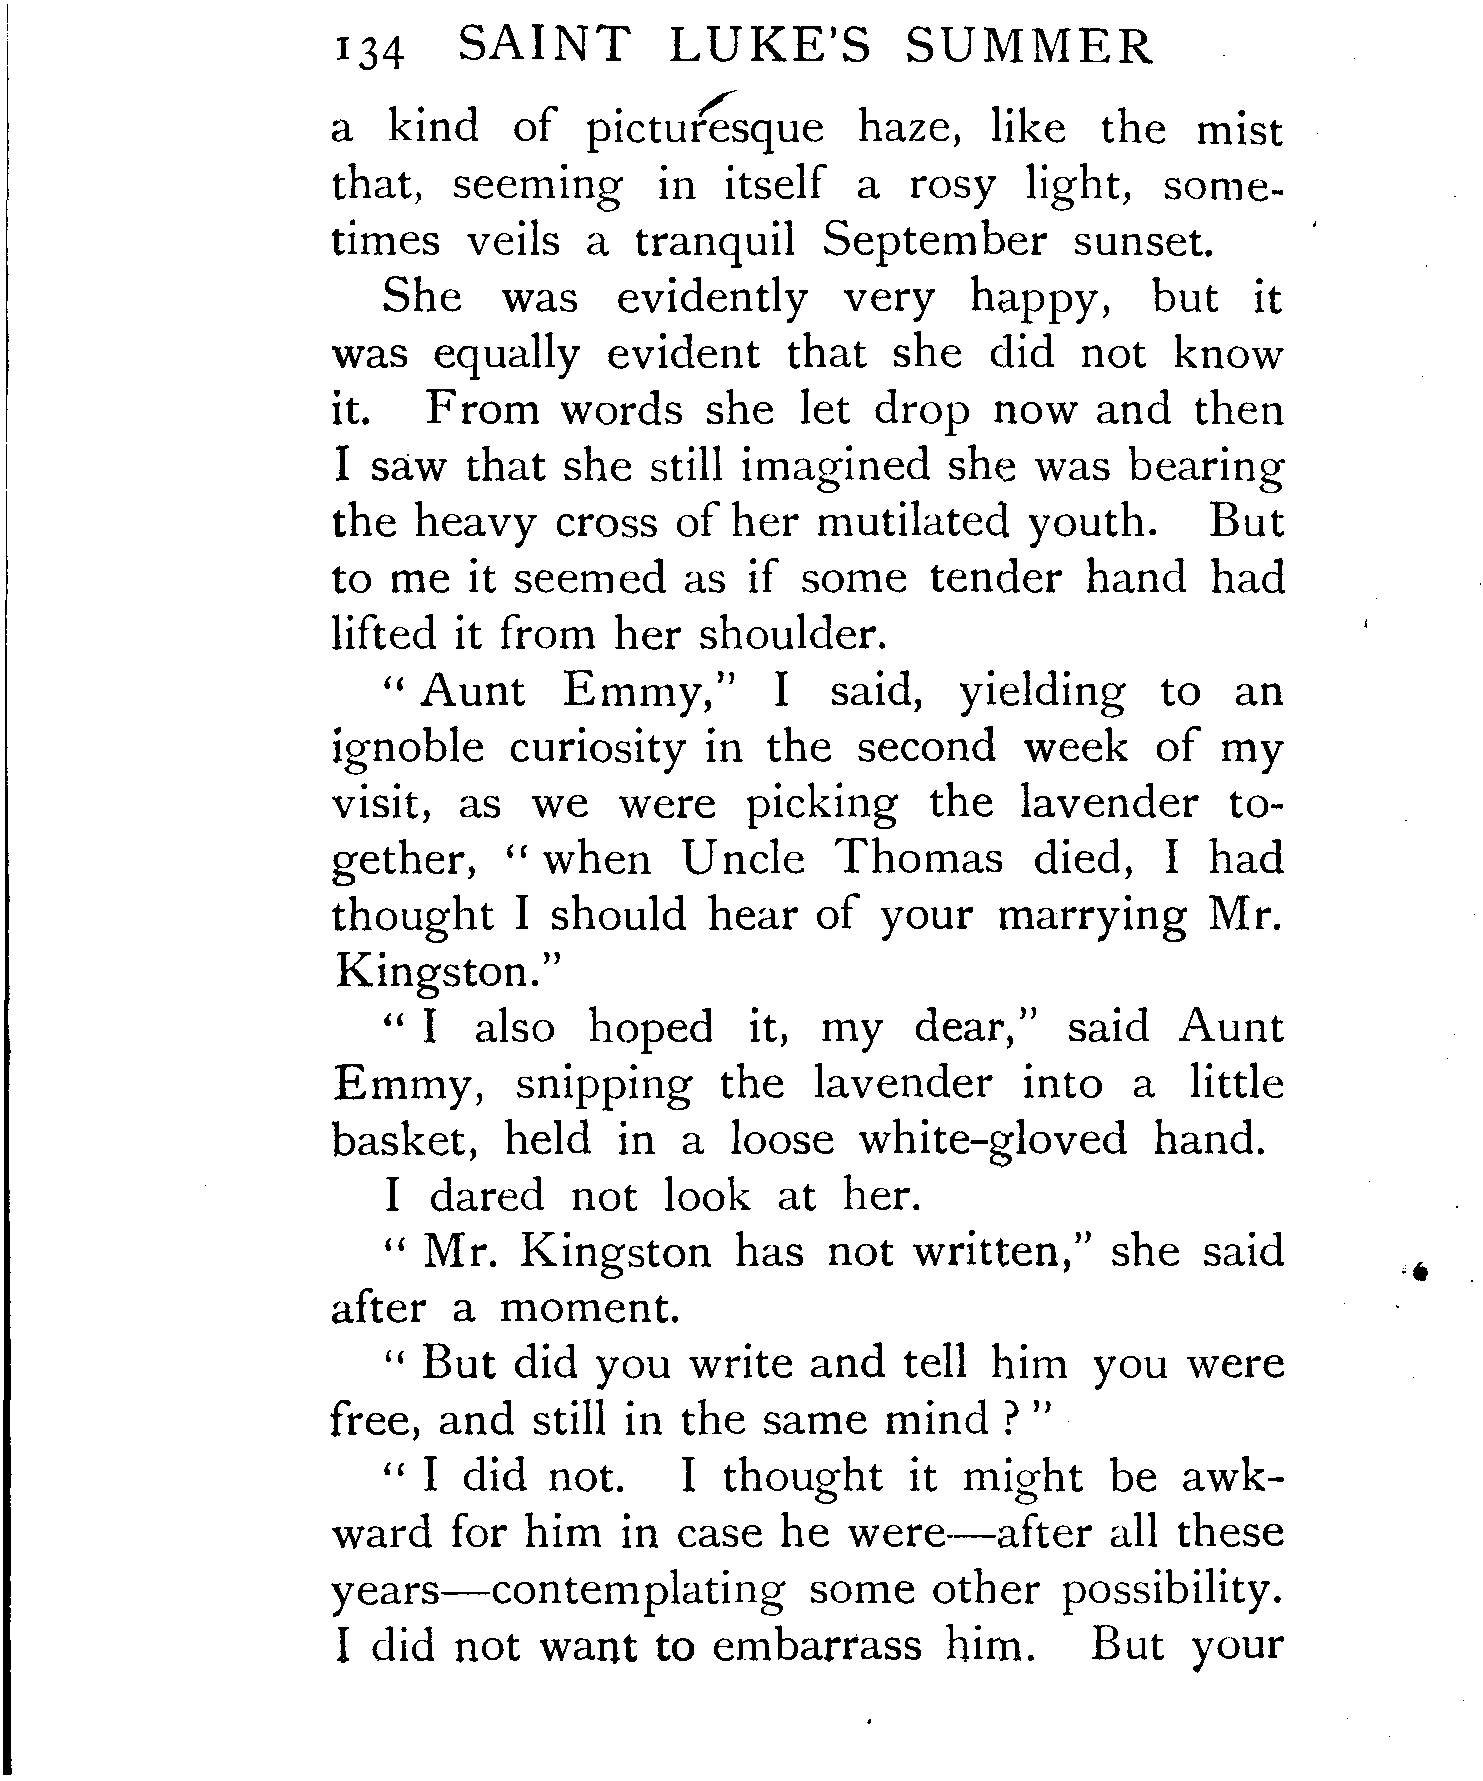 134 SAINT LUKE'S SUMMER
a kind of picturesque haze, like the mist
that, seeming in itself a rosy light, some-
times veils a tranquil September sunset.
She was evidently very happy, but it
was equally evident that she did not know
it. From words she let drop now and then
I saw that she still imagined she was bearing
the heavy cross of her mutilated youth. But
to me it seemed as if some tender hand had
lifted it from her shoulder.
“ Aunt Emmy,” I said, yielding to an
ignoble curiosity in the second week of my
visit, as we were picking the lavender to-
gether, “ when Uncle Thomas died, I had
thought I should hear of your marrying Mr.
Kingston.”
“ I also hoped it, my dear,” said Aunt
Emmy, snipping the lavender into a little
basket, held in a loose white-gloved hand.
I dared not look at her.
“ Mr. Kingston has not written,” she said
after a moment.
“ But did you write and tell him you were
free, and still in the same mind ? ”
“ I did not. I thought it might be awk-
ward for him in case he were—after all these
years—contemplating some other possibility.
I did not want to embarrass him. But your